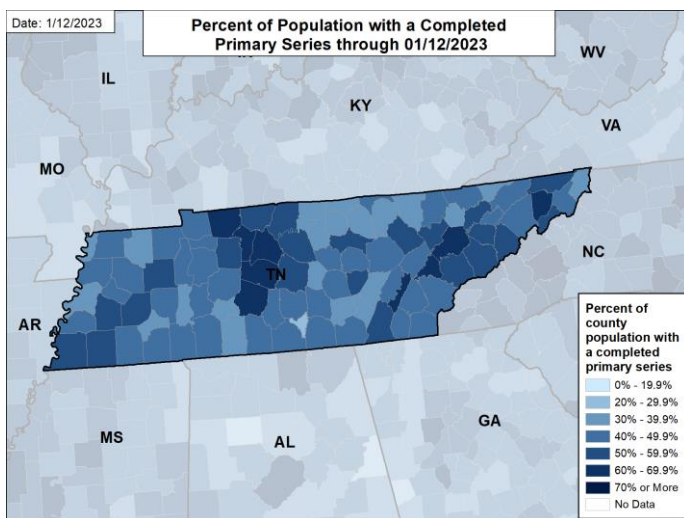 Date: 1/12/2023
Percent of Population with a Completed
Primary Series through 01/12/2023
IL
WV
KY
VA
MO
TN
NC
AR
MS
AL
GA
Percent of
county
population with
a completed
primary series
0% - 19.9%
20% - 29.9%
30% - 39.9%
40% - 49.9%
50% - 59.9%
60% - 69.9%
70% or More
No Data